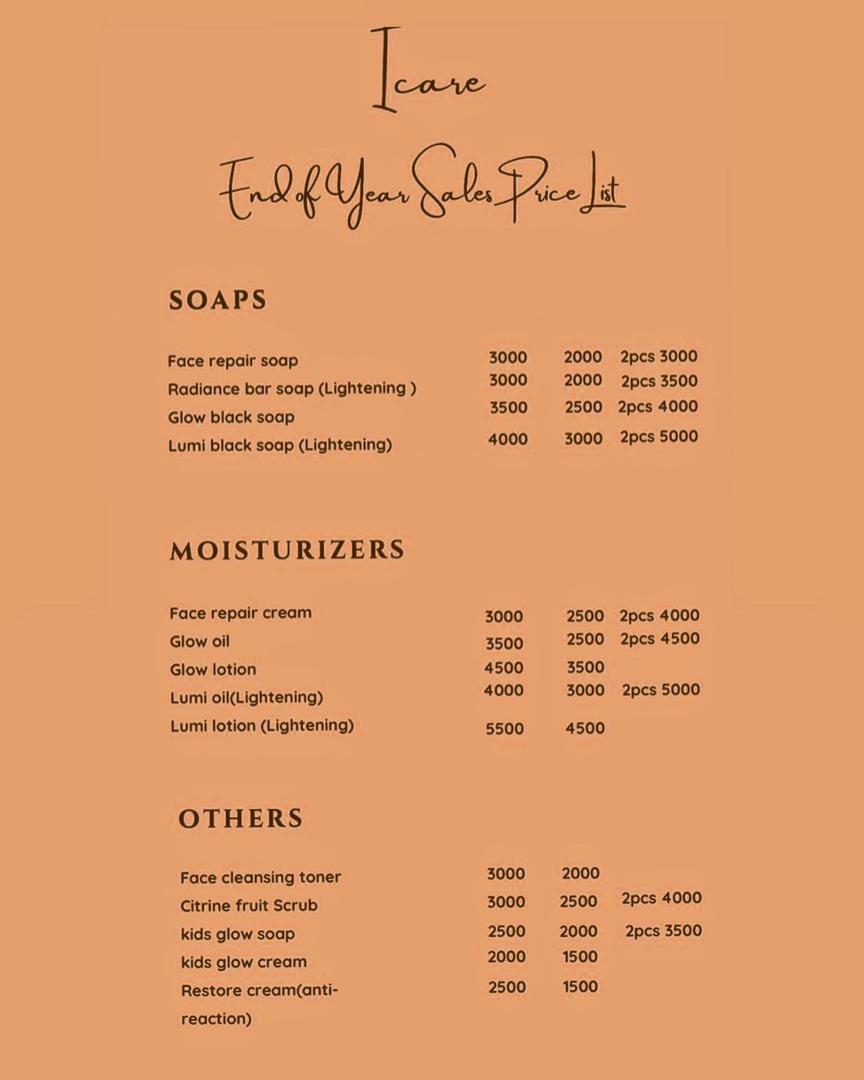 Icare
End of Year Sales Price List
SOAPS
Face repair soap 3000 2000 2pcs 3000
Radiance bar soap (Lightening ) 3000 2000 2pcs 3500
Glow black soap 3500 2500 2pcs 4000
Lumi black soap (Lightening) 4000 3000 2pcs 5000
MOISTURIZERS
Face repair cream 3000 2500 2pcs 4000
Glow oil 3500 2500 2pcs 4500
Glow lotion 4500 3500
Lumi oil(Lightening) 4000 3000 2pcs 5000
Lumi lotion (Lightening) 5500 4500
OTHERS
Face cleansing toner 3000 2000
Citrine fruit Scrub 3000 2500 2pcs 4000
kids glow soap 2500 2000 2pcs 3500
kids glow cream 2000 1500
Restore cream(anti- 2500 1500
reaction)